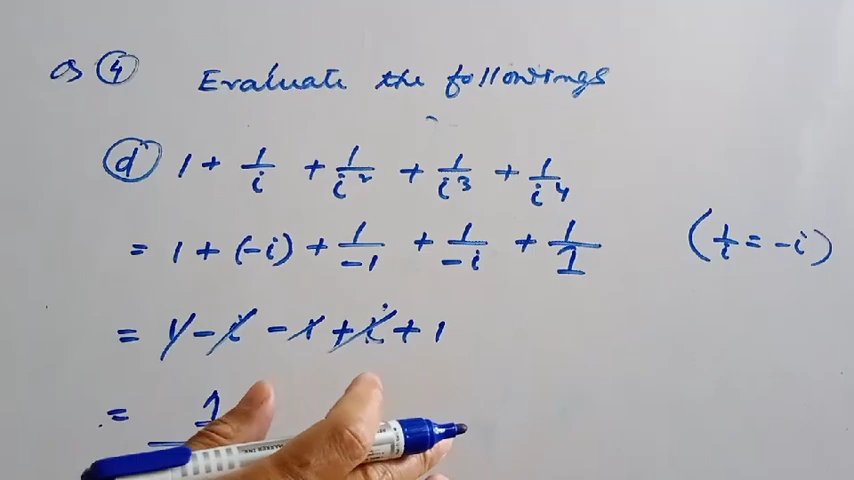 Q (4) Evaluate the followings
(d) 1 + 1/i + 1/i² + 1/i³ + 1/i⁴
= 1 + (-i) + 1/-1 + 1/-i + 1/1 (1/i = -i)
= 1 - i - 1 + i + 1
= 1